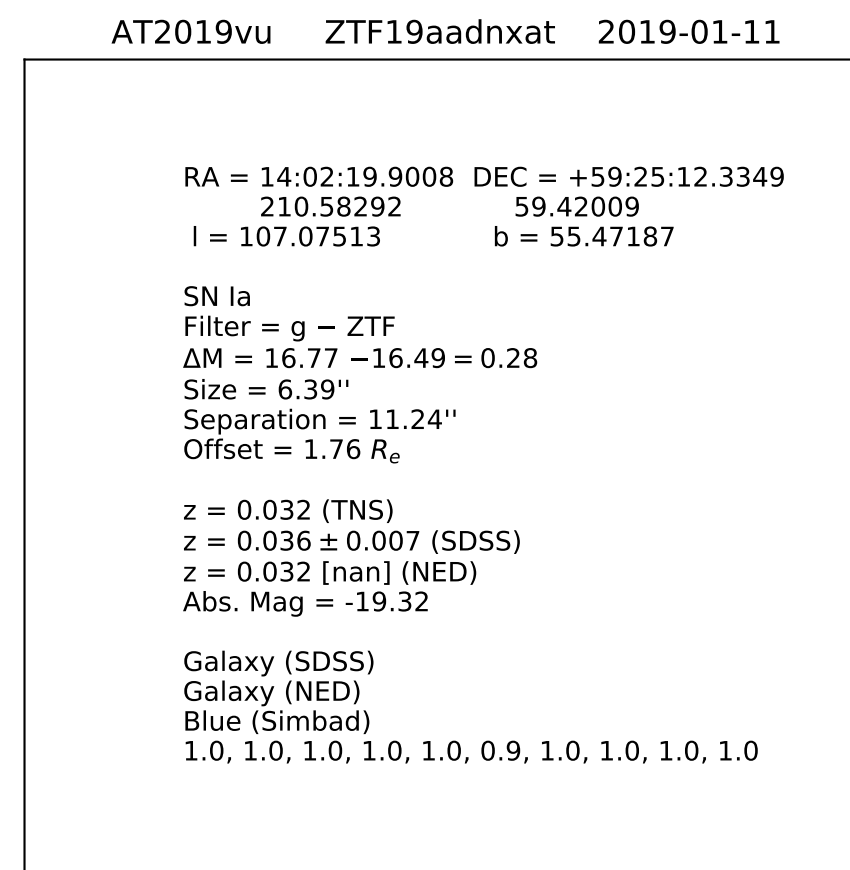 AT2019vu ZTF19aadnxat 2019-01-11
RA = 14:02:19.9008 DEC = +59:25:12.3349
210.58292 59.42009
l = 107.07513 b = 55.47187
SN Ia
Filter = g − ZTF
ΔM = 16.77 −16.49 = 0.28
Size = 6.39''
Separation = 11.24''
Offset = 1.76 Re
z = 0.032 (TNS)
z = 0.036 ± 0.007 (SDSS)
z = 0.032 [nan] (NED)
Abs. Mag = -19.32
Galaxy (SDSS)
Galaxy (NED)
Blue (Simbad)
1.0, 1.0, 1.0, 1.0, 1.0, 0.9, 1.0, 1.0, 1.0, 1.0